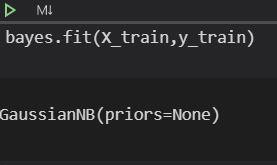 M↓
bayes.fit(X_train,y_train)
GaussianNB(priors=None)